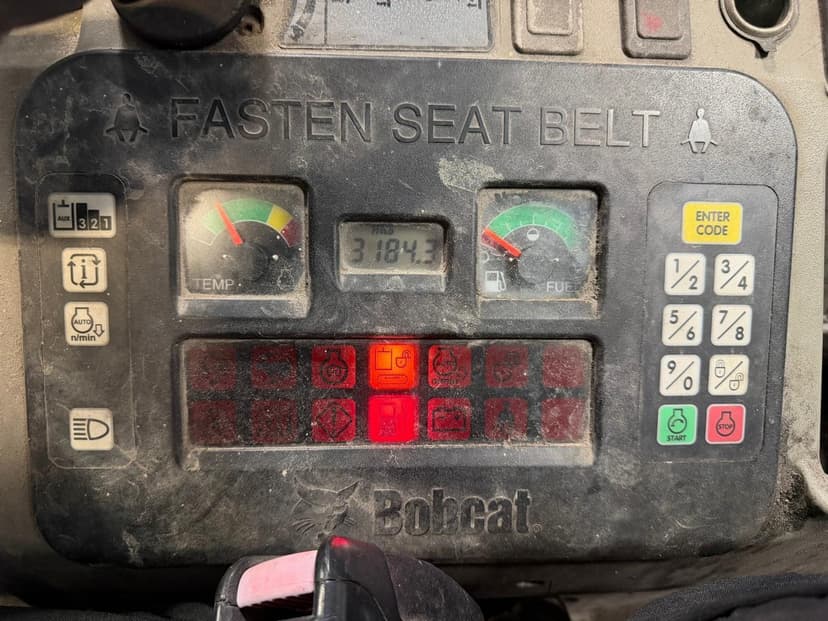 FASTEN SEAT BELT
AUX 3 2 1
i
AUTO
n/min
TEMP
HRS
3184.3
FUEL
ENTER
CODE
1/2 3/4
5/6 7/8
9/0
START STOP
Bobcat